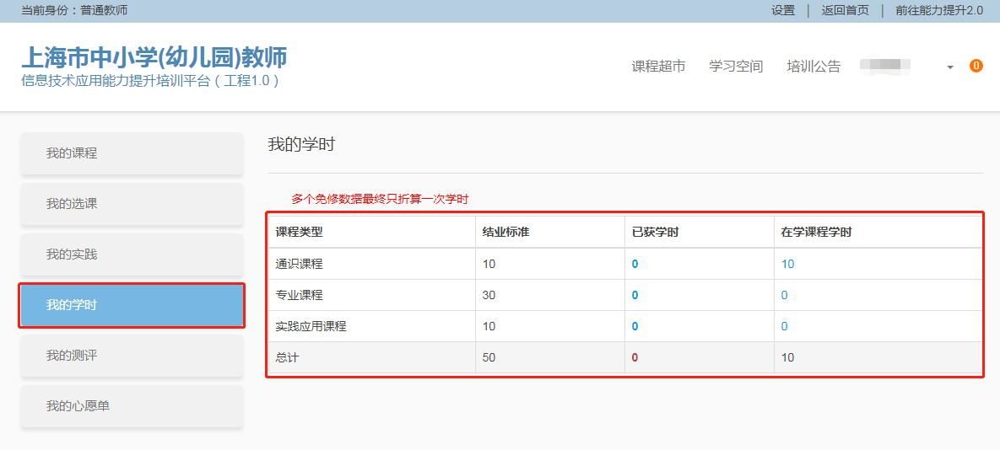 当前身份：普通教师
设置 | 返回首页 | 前往能力提升2.0
上海市中小学(幼儿园)教师
信息技术应用能力提升培训平台（工程1.0）
课程超市 学习空间 培训公告 0
我的课程
我的选课
我的实践
我的学时
我的测评
我的心愿单
我的学时
多个免修数据最终只折算一次学时
课程类型 结业标准 已获学时 在学课程学时
通识课程 10 0 10
专业课程 30 0 0
实践应用课程 10 0 0
总计 50 0 10